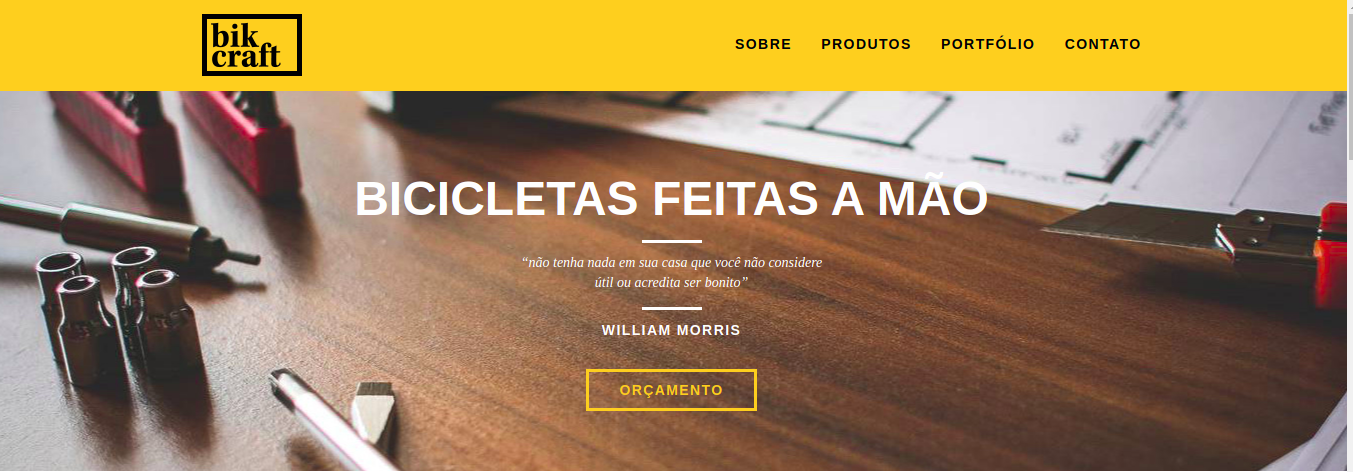 bik
craft
SOBRE PRODUTOS PORTFÓLIO CONTATO
BICICLETAS FEITAS A MÃO
“não tenha nada em sua casa que você não considere
útil ou acredita ser bonito”
WILLIAM MORRIS
ORÇAMENTO